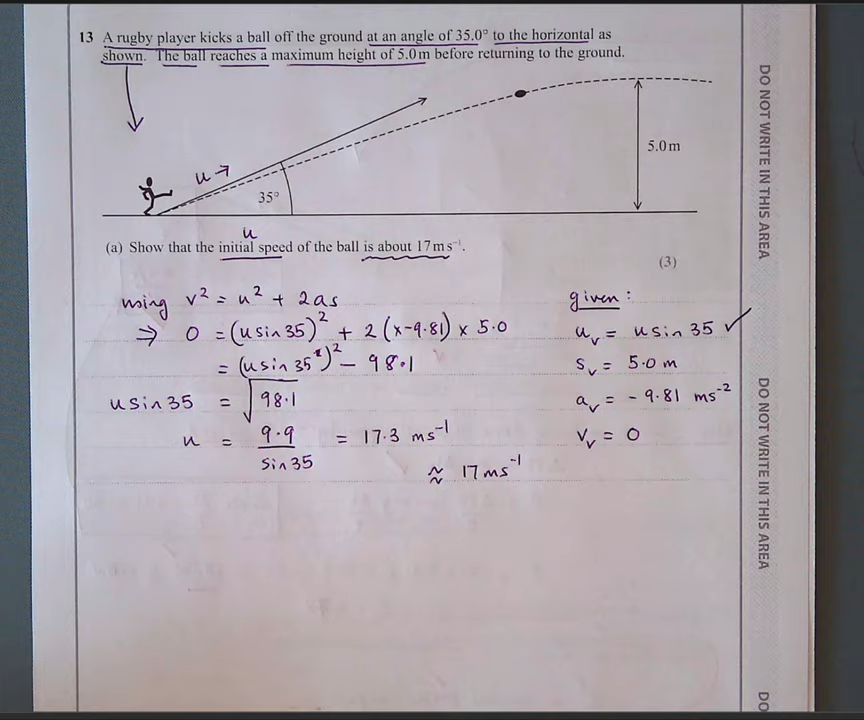 13 A rugby player kicks a ball off the ground at an angle of 35.0° to the horizontal as
shown. The ball reaches a maximum height of 5.0 m before returning to the ground.
u →
35°
5.0 m
u
(a) Show that the initial speed of the ball is about 17 m s⁻¹.
(3)
using v² = u² + 2as
⇒ 0 = (u sin 35)² + 2(x-9.81) × 5.0
= (u sin 35)² - 98.1
u sin 35 = √98.1
u = 9.9 / sin 35 = 17.3 ms⁻¹
≈ 17 ms⁻¹
given :
u_v = u sin 35 ✓
s_v = 5.0 m
a_v = - 9.81 ms⁻²
v_v = 0
DO NOT WRITE IN THIS AREA
DO NOT WRITE IN THIS AREA
DO